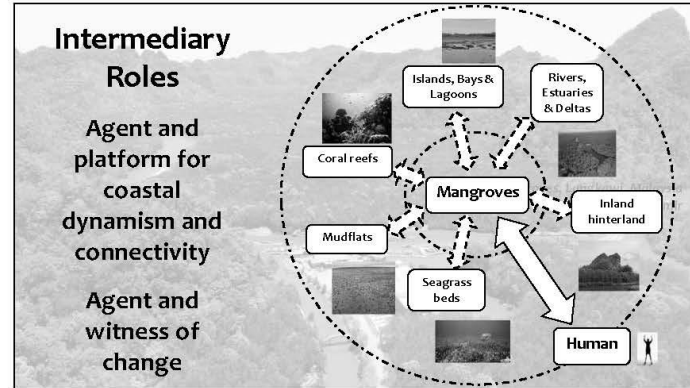 Intermediary
Roles
Agent and
platform for
coastal
dynamism and
connectivity
Agent and
witness of
change
Islands, Bays &
Lagoons
Rivers,
Estuaries
& Deltas
Coral reefs
Mangroves
Inland
hinterland
Mudflats
Seagrass
beds
Human